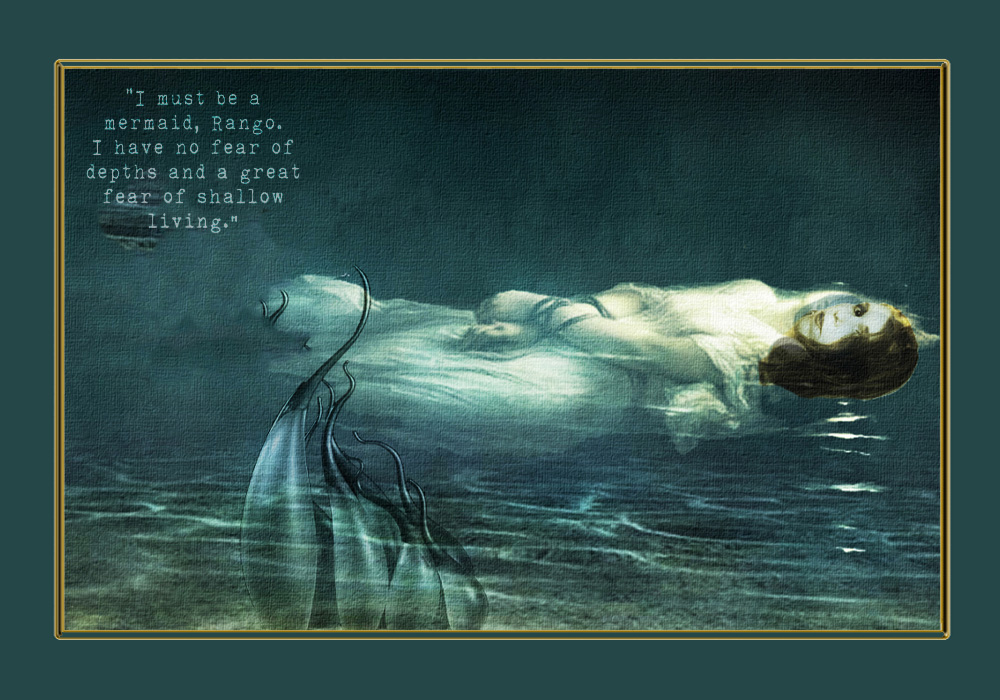 "I must be a
mermaid, Rango.
I have no fear of
depths and a great
fear of shallow
living."